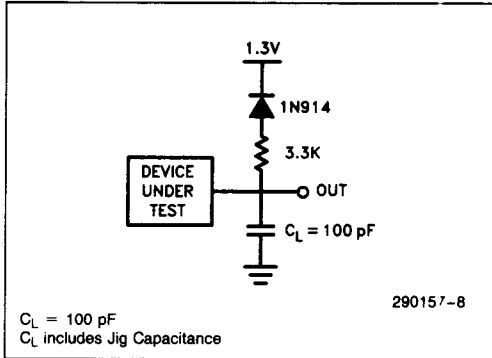 1.3V
1N914
3.3K
DEVICE
UNDER
TEST
OUT
C_L = 100 pF
290157-8
C_L = 100 pF
C_L includes Jig Capacitance